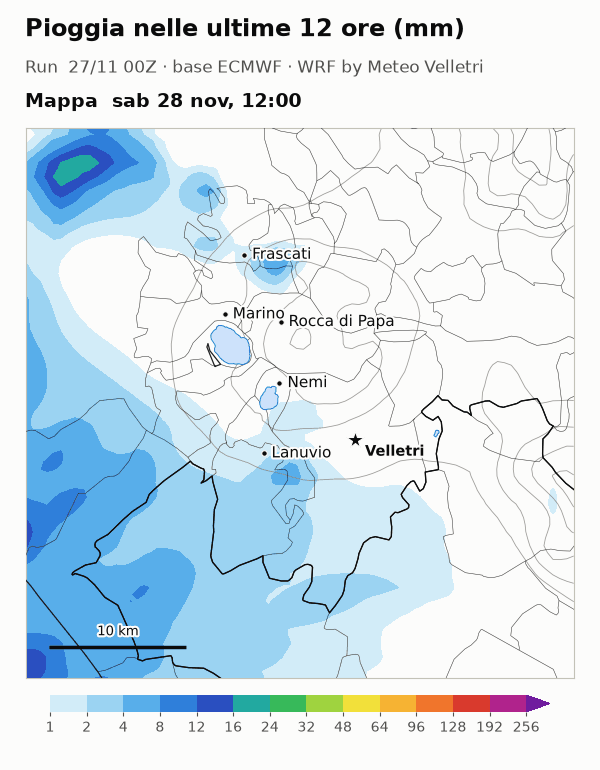 Pioggia nelle ultime 12 ore (mm)
Run  27/11 00Z · base ECMWF · WRF by Meteo Velletri
Mappa  sab 28 nov, 12:00
Frascati
Marino
Rocca di Papa
Nemi
Velletri
Lanuvio
10 km
1 2 4 8 12 16 24 32 48 64 96 128 192 256